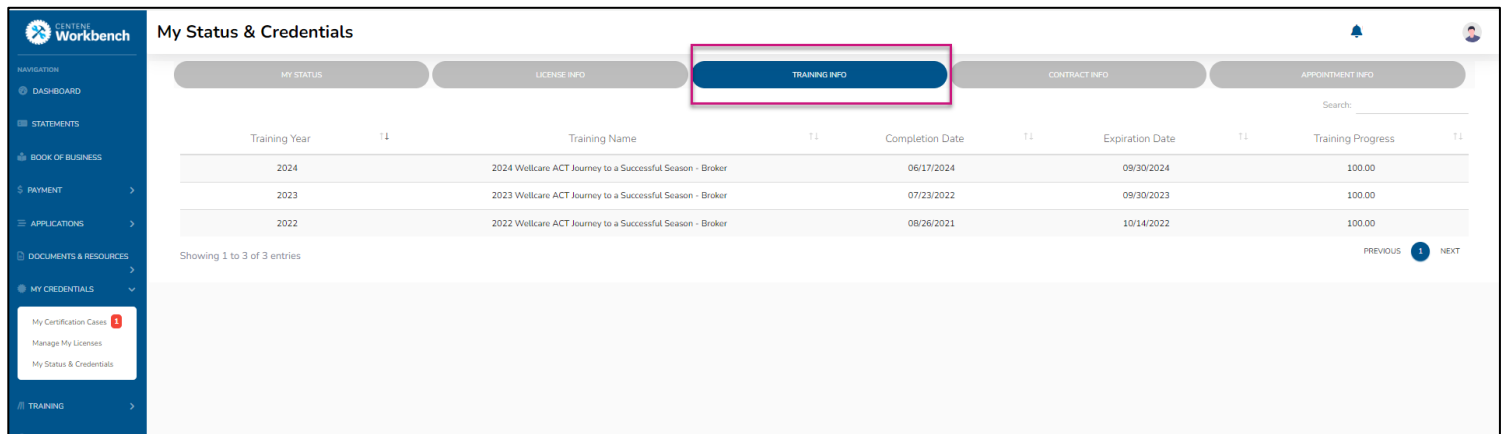 CENTENE
Workbench
My Status & Credentials
NAVIGATION
DASHBOARD
STATEMENTS
BOOK OF BUSINESS
$ PAYMENT
APPLICATIONS
DOCUMENTS & RESOURCES
MY CREDENTIALS
My Certification Cases 1
Manage My Licenses
My Status & Credentials
TRAINING
MY STATUS LICENSE INFO TRAINING INFO CONTRACT INFO APPOINTMENT INFO
Search:
Training Year Training Name Completion Date Expiration Date Training Progress
2024 2024 Wellcare ACT Journey to a Successful Season - Broker 06/17/2024 09/30/2024 100.00
2023 2023 Wellcare ACT Journey to a Successful Season - Broker 07/23/2022 09/30/2023 100.00
2022 2022 Wellcare ACT Journey to a Successful Season - Broker 08/26/2021 10/14/2022 100.00
Showing 1 to 3 of 3 entries
PREVIOUS 1 NEXT